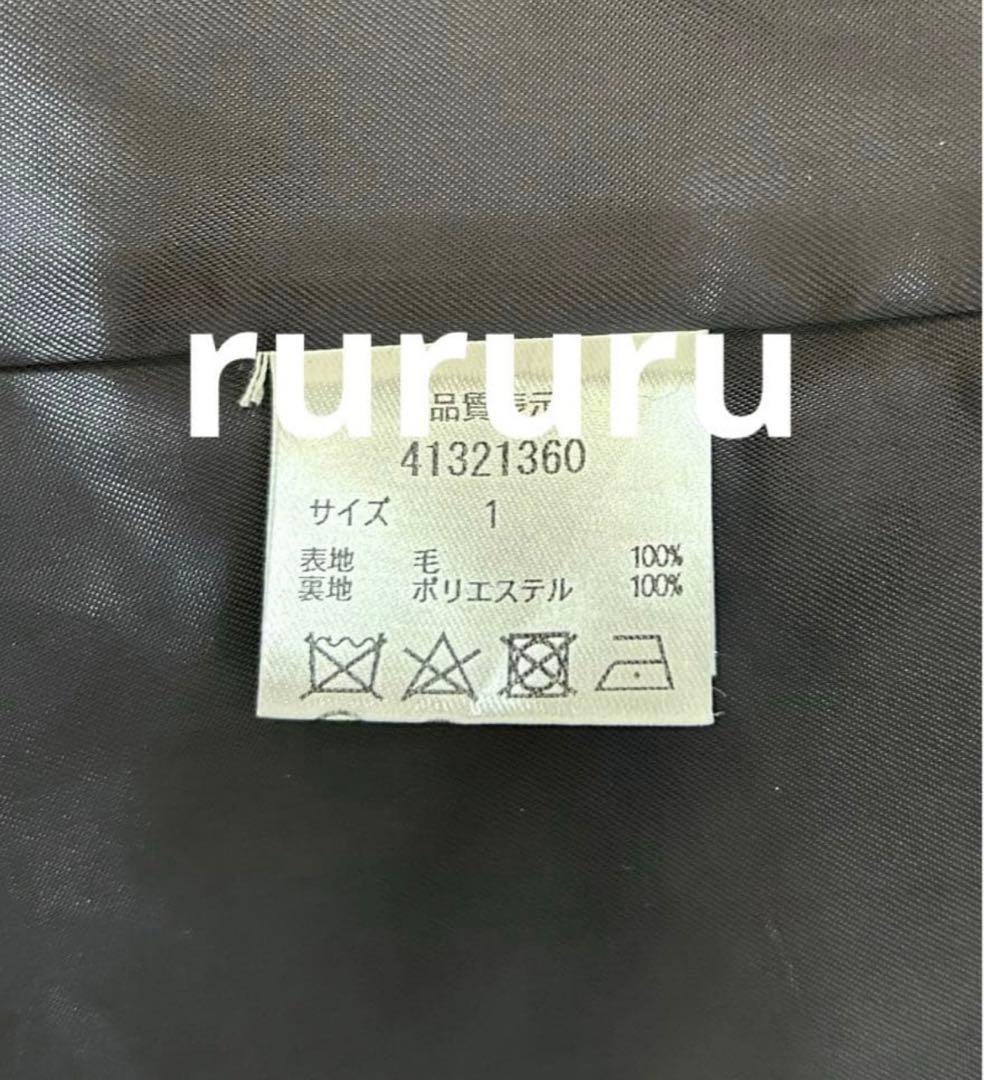 rururu
品質表示
41321360
サイズ 1
表地 毛 100%
裏地 ポリエステル 100%